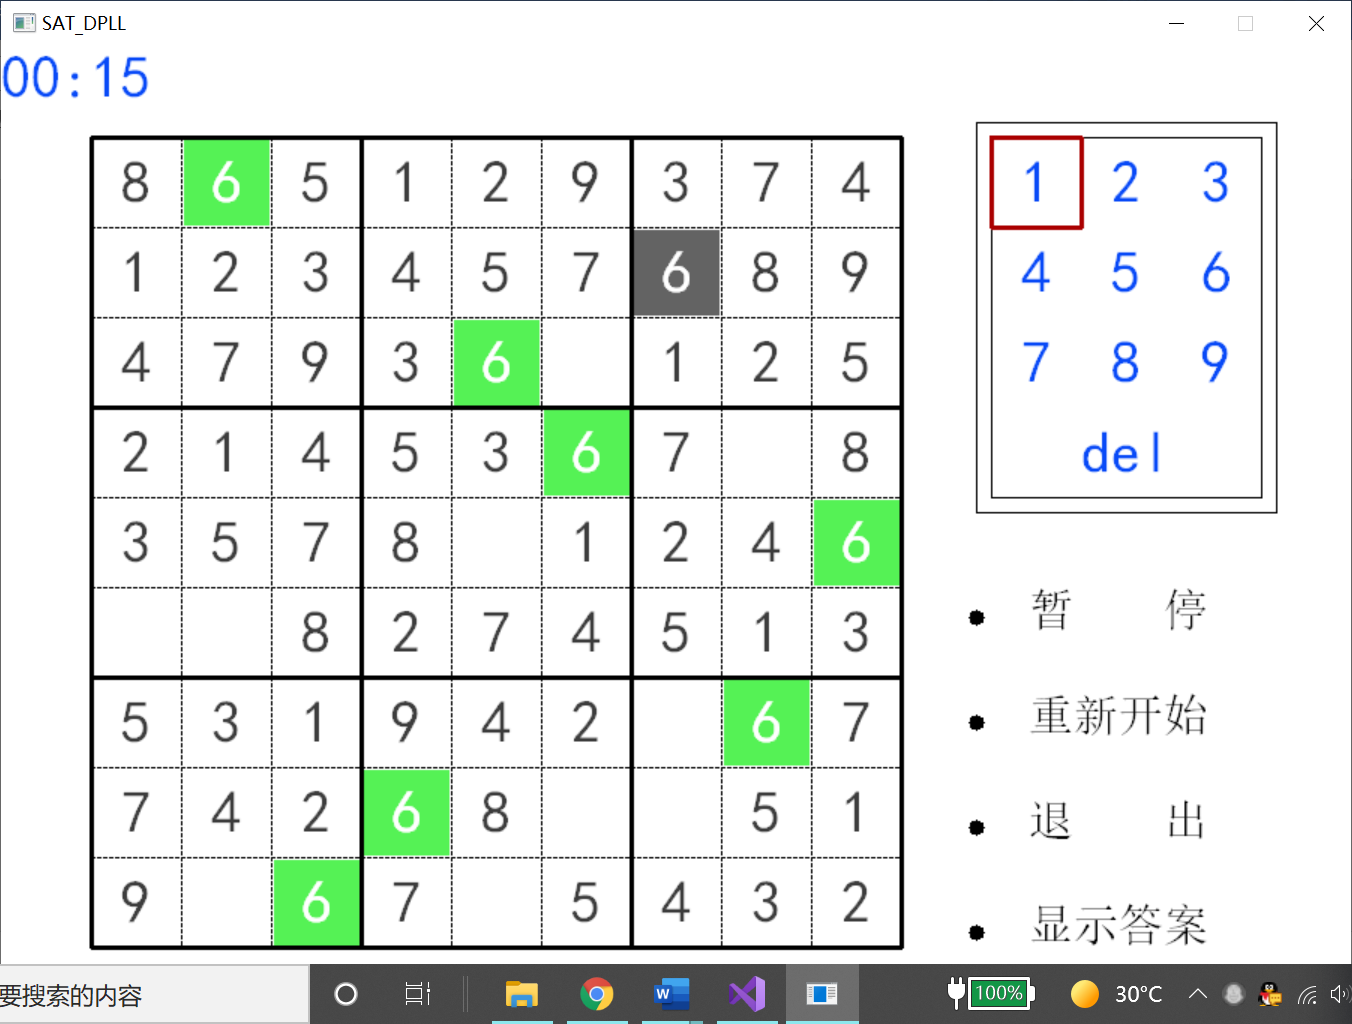 SAT_DPLL
00:15
8 6 5 1 2 9 3 7 4
1 2 3 4 5 7 6 8 9
4 7 9 3 6 1 2 5
2 1 4 5 3 6 7 8
3 5 7 8 1 2 4 6
8 2 7 4 5 1 3
5 3 1 9 4 2 6 7
7 4 2 6 8 5 1
9 6 7 5 4 3 2
1 2 3
4 5 6
7 8 9
del
暂 停
重新开始
退 出
显示答案
要搜索的内容
W
100%
30°C